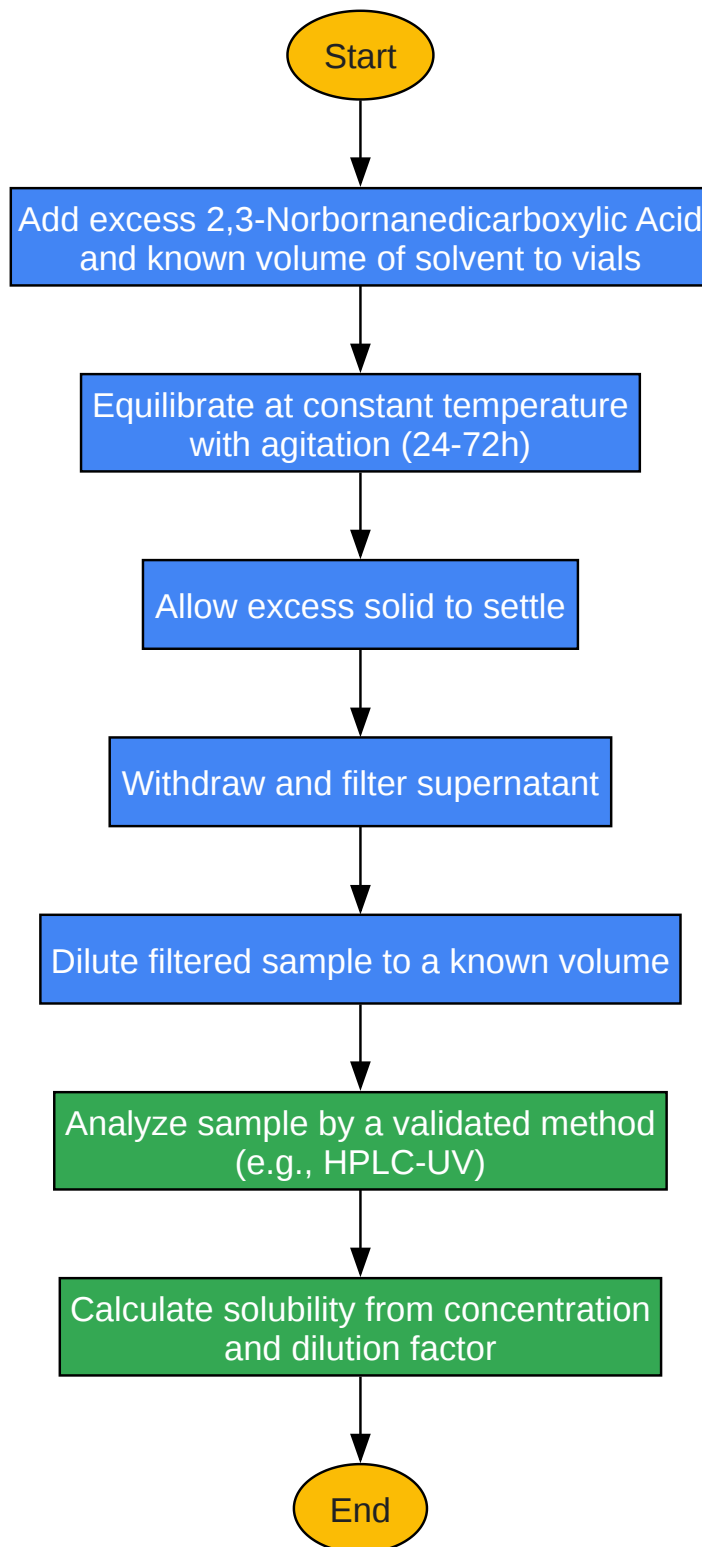 Start
Add excess 2,3-Norbornanedicarboxylic Acid
and known volume of solvent to vials
Equilibrate at constant temperature
with agitation (24-72h)
Allow excess solid to settle
Withdraw and filter supernatant
Dilute filtered sample to a known volume
Analyze sample by a validated method
(e.g., HPLC-UV)
Calculate solubility from concentration
and dilution factor
End